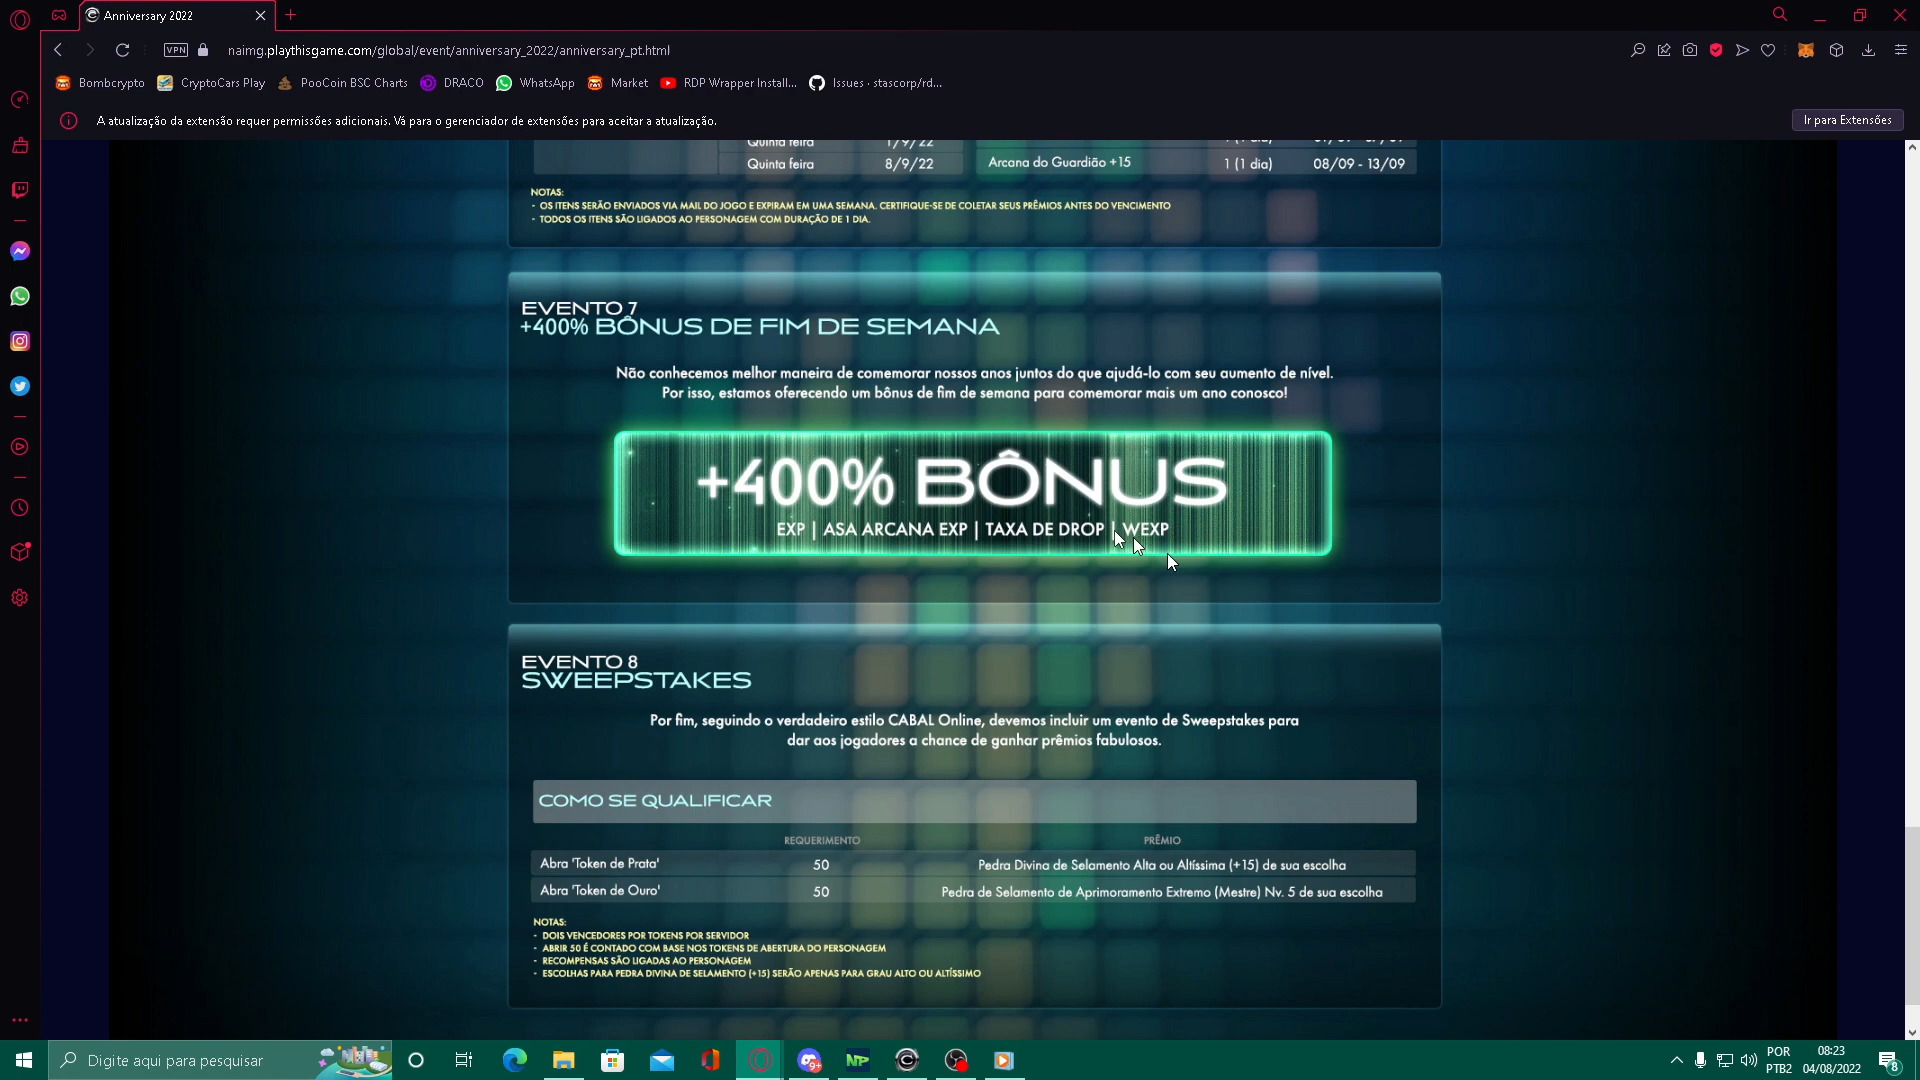 Anniversary 2022
VPN
naimg.playthisgame.com/global/event/anniversary_2022/anniversary_pt.html
Bombcrypto
CryptoCars Play
PooCoin BSC Charts
DRACO
WhatsApp
Market
RDP Wrapper Install...
Issues · stascorp/rd...
A atualização da extensão requer permissões adicionais. Vá para o gerenciador de extensões para aceitar a atualização.
Ir para Extensões
Quinta feira 1/9/22
Quinta feira 8/9/22 Arcana do Guardião +15 1 (1 dia) 08/09 - 13/09
NOTAS:
- OS ITENS SERÃO ENVIADOS VIA MAIL DO JOGO E EXPIRAM EM UMA SEMANA. CERTIFIQUE-SE DE COLETAR SEUS PRÊMIOS ANTES DO VENCIMENTO
- TODOS OS ITENS SÃO LIGADOS AO PERSONAGEM COM DURAÇÃO DE 1 DIA.
EVENTO 7
+400% BÔNUS DE FIM DE SEMANA
Não conhecemos melhor maneira de comemorar nossos anos juntos do que ajudá-lo com seu aumento de nível.
Por isso, estamos oferecendo um bônus de fim de semana para comemorar mais um ano conosco!
+400% BÔNUS
EXP | ASA ARCANA EXP | TAXA DE DROP | WEXP
EVENTO 8
SWEEPSTAKES
Por fim, seguindo o verdadeiro estilo CABAL Online, devemos incluir um evento de Sweepstakes para
dar aos jogadores a chance de ganhar prêmios fabulosos.
COMO SE QUALIFICAR
REQUERIMENTO PRÊMIO
Abra 'Token de Prata' 50 Pedra Divina de Selamento Alta ou Altíssima (+15) de sua escolha
Abra 'Token de Ouro' 50 Pedra de Selamento de Aprimoramento Extremo (Mestre) Nv. 5 de sua escolha
NOTAS:
- DOIS VENCEDORES POR TOKENS POR SERVIDOR
- ABRIR 50 É CONTADO COM BASE NOS TOKENS DE ABERTURA DO PERSONAGEM
- RECOMPENSAS SÃO LIGADAS AO PERSONAGEM
- ESCOLHAS PARA PEDRA DIVINA DE SELAMENTO (+15) SERÃO APENAS PARA GRAU ALTO OU ALTÍSSIMO
Digite aqui para pesquisar
9+
NP
POR
PTB2
08:23
04/08/2022
8